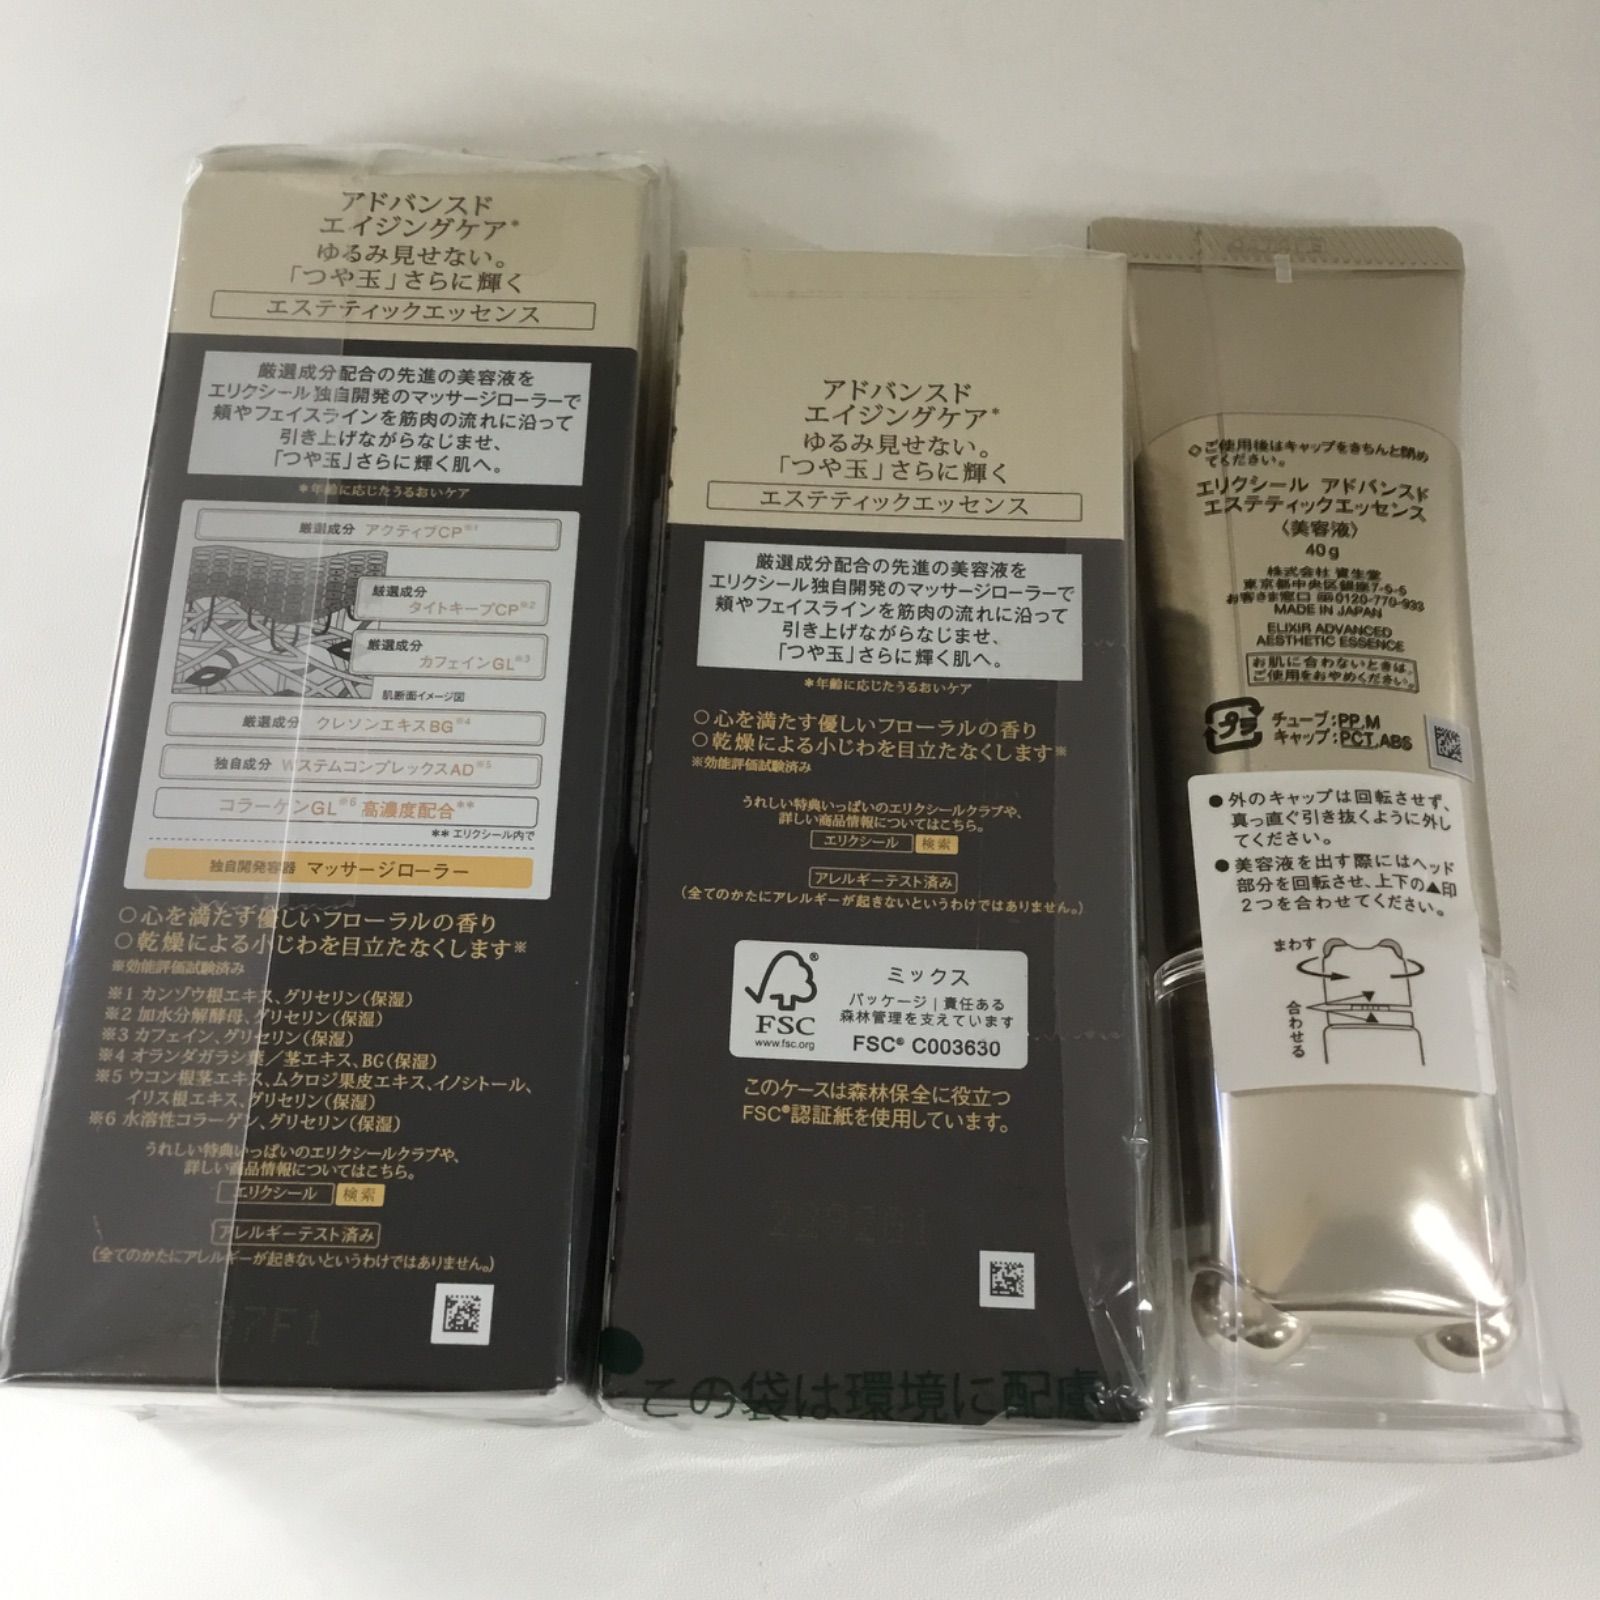 アドバンスド
エイジングケア*
ゆるみ見せない。
「つや玉」さらに輝く
エステティックエッセンス
厳選成分配合の先進の美容液を
エリクシール独自開発のマッサージローラーで
頬やフェイスラインを筋肉の流れに沿って
引き上げながらなじませ、
「つや玉」さらに輝く肌へ。
*年齢に応じたうるおいケア
厳選成分 アクティブCP※1
厳選成分
タイトキープCP※2
厳選成分
カフェインGL※3
肌断面イメージ図
厳選成分 クレソンエキスBG※4
独自成分 WステムコンプレックスAD※5
コラーゲンGL※6 高濃度配合**
** エリクシール内で
独自開発容器 マッサージローラー
○心を満たす優しいフローラルの香り
○乾燥による小じわを目立たなくします※
※効能評価試験済み
※1 カンゾウ根エキス、グリセリン(保湿)
※2 加水分解酵母、グリセリン(保湿)
※3 カフェイン、グリセリン(保湿)
※4 オランダガラシ葉/茎エキス、BG(保湿)
※5 ウコン根茎エキス、ムクロジ果皮エキス、イノシトール、
イリス根エキス、グリセリン(保湿)
※6 水溶性コラーゲン、グリセリン(保湿)
うれしい特典いっぱいのエリクシールクラブや、
詳しい商品情報についてはこちら。
エリクシール 検索
アレルギーテスト済み
(全てのかたにアレルギーが起きないというわけではありません。)
7F1
アドバンスド
エイジングケア*
ゆるみ見せない。
「つや玉」さらに輝く
エステティックエッセンス
厳選成分配合の先進の美容液を
エリクシール独自開発のマッサージローラーで
頬やフェイスラインを筋肉の流れに沿って
引き上げながらなじませ、
「つや玉」さらに輝く肌へ。
*年齢に応じたうるおいケア
○心を満たす優しいフローラルの香り
○乾燥による小じわを目立たなくします※
※効能評価試験済み
うれしい特典いっぱいのエリクシールクラブや、
詳しい商品情報についてはこちら。
エリクシール 検索
アレルギーテスト済み
(全てのかたにアレルギーが起きないというわけではありません。)
FSC
www.fsc.org
ミックス
パッケージ|責任ある
森林管理を支えています
FSC® C003630
このケースは森林保全に役立つ
FSC®認証紙を使用しています。
この袋は環境に配慮
◇ご使用後はキャップをきちんと閉め
てください。
エリクシール アドバンスド
エステティックエッセンス
〈美容液〉
40g
株式会社 資生堂
東京都中央区銀座7-5-5
お客さま窓口 0120-770-933
MADE IN JAPAN
ELIXIR ADVANCED
AESTHETIC ESSENCE
お肌に合わないときは、
ご使用をおやめください。
プラ
チューブ:PP,M
キャップ:PCT,ABS
●外のキャップは回転させず、
真っ直ぐ引き抜くように外し
てください。
●美容液を出す際にはヘッド
部分を回転させ、上下の▲印
2つを合わせてください。
まわす
合わせる